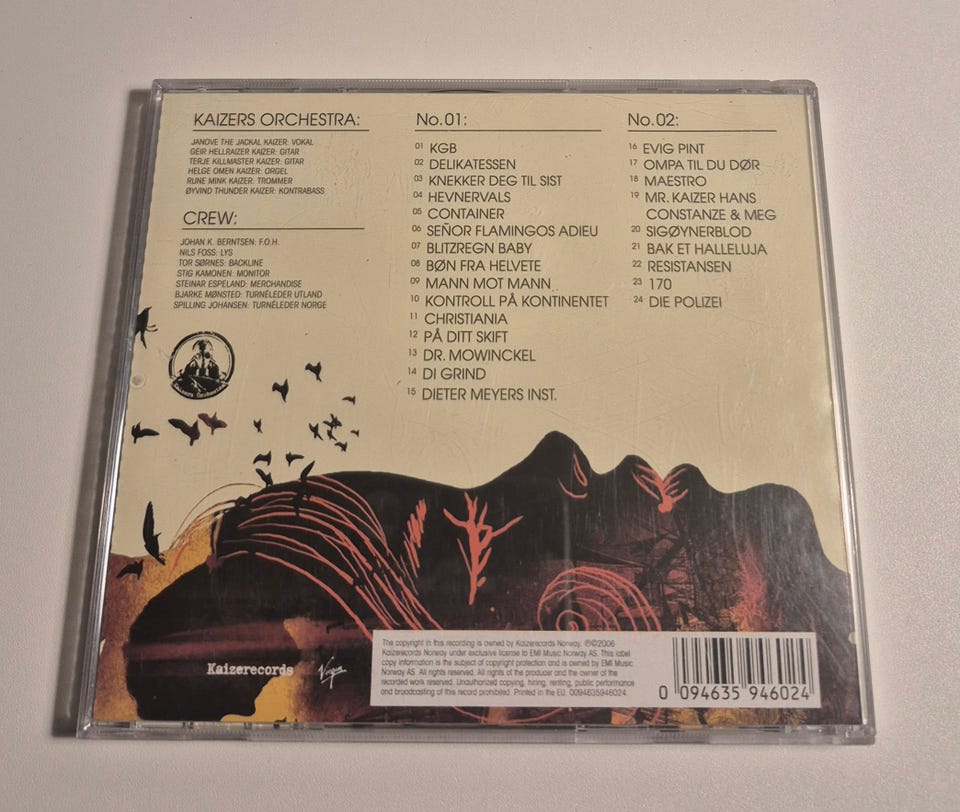 KAIZERS ORCHESTRA:
JANOVE THE JACKAL KAIZER: VOKAL
GEIR HELLRAIZER KAIZER: GITAR
TERJE KILLMASTER KAIZER: GITAR
HELGE OMEN KAIZER: ORGEL
RUNE MINK KAIZER: TROMMER
ØYVIND THUNDER KAIZER: KONTRABASS
CREW:
JOHAN K. BERNTSEN: F.O.H.
NILS FOSS: LYS
TOR SØRNES: BACKLINE
STIG KAMONEN: MONITOR
STEINAR ESPELAND: MERCHANDISE
BJARKE MØNSTED: TURNÉLEDER UTLAND
SPILLING JOHANSEN: TURNÉLEDER NORGE
Kaizers Orchestra
No.01:
01 KGB
02 DELIKATESSEN
03 KNEKKER DEG TIL SIST
04 HEVNERVALS
05 CONTAINER
06 SEÑOR FLAMINGOS ADIEU
07 BLITZREGN BABY
08 BØN FRA HELVETE
09 MANN MOT MANN
10 KONTROLL PÅ KONTINENTET
11 CHRISTIANIA
12 PÅ DITT SKIFT
13 DR. MOWINCKEL
14 DI GRIND
15 DIETER MEYERS INST.
No.02:
16 EVIG PINT
17 OMPA TIL DU DØR
18 MAESTRO
19 MR. KAIZER HANS
CONSTANZE & MEG
20 SIGØYNERBLOD
21 BAK ET HALLELUJA
22 RESISTANSEN
23 170
24 DIE POLIZEI
Kaizerecords
Virgin
The copyright in this recording is owned by Kaizerecords Norway. ℗©2006
Kaizerecords Norway under exclusive license to EMI Music Norway AS. This label
copy information is the subject of copyright protection and is owned by EMI Music
Norway AS. All rights reserved. All rights of the producer and the owner of the
recorded work reserved. Unauthorized copying, hiring, renting, public performance
and broadcasting of this record prohibited. Printed in the EU. 0094635946024.
0 094635 946024